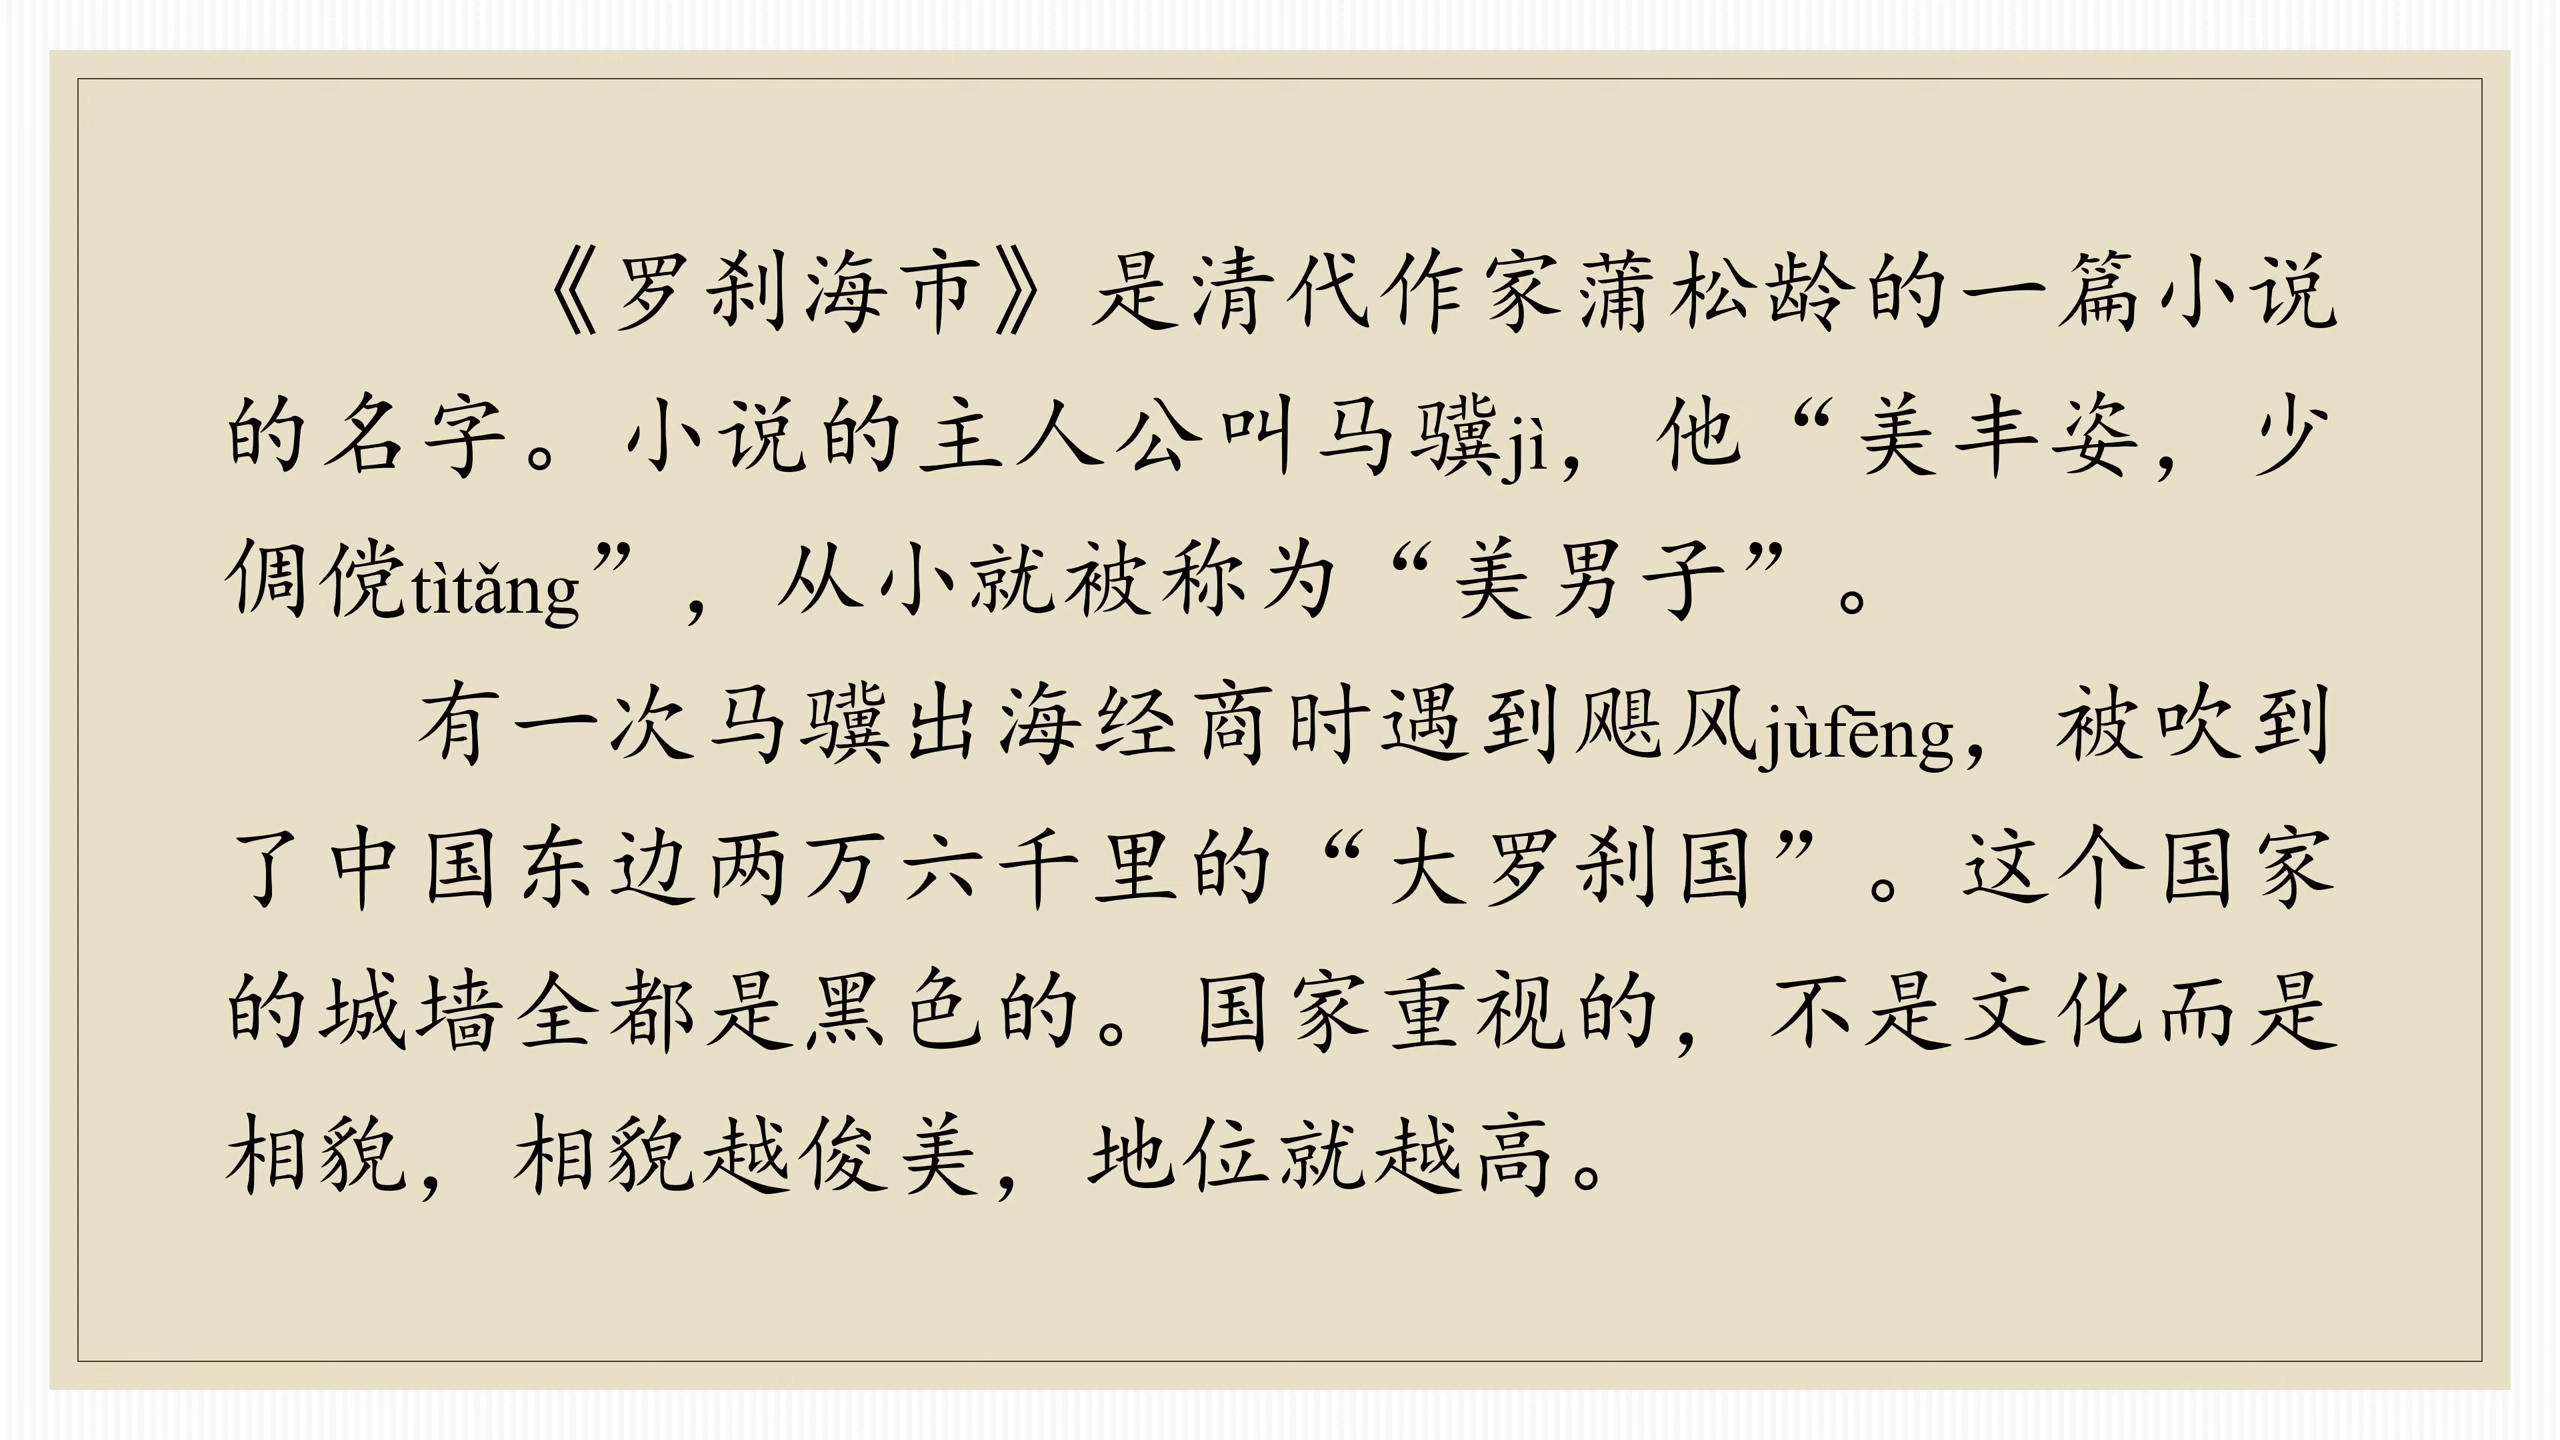 《罗刹海市》是清代作家蒲松龄的一篇小说
的名字。小说的主人公叫马骥jì，他“美丰姿，少
倜傥tìtǎng”，从小就被称为“美男子”。
有一次马骥出海经商时遇到飓风jùfēng，被吹到
了中国东边两万六千里的“大罗刹国”。这个国家
的城墙全都是黑色的。国家重视的，不是文化而是
相貌，相貌越俊美，地位就越高。